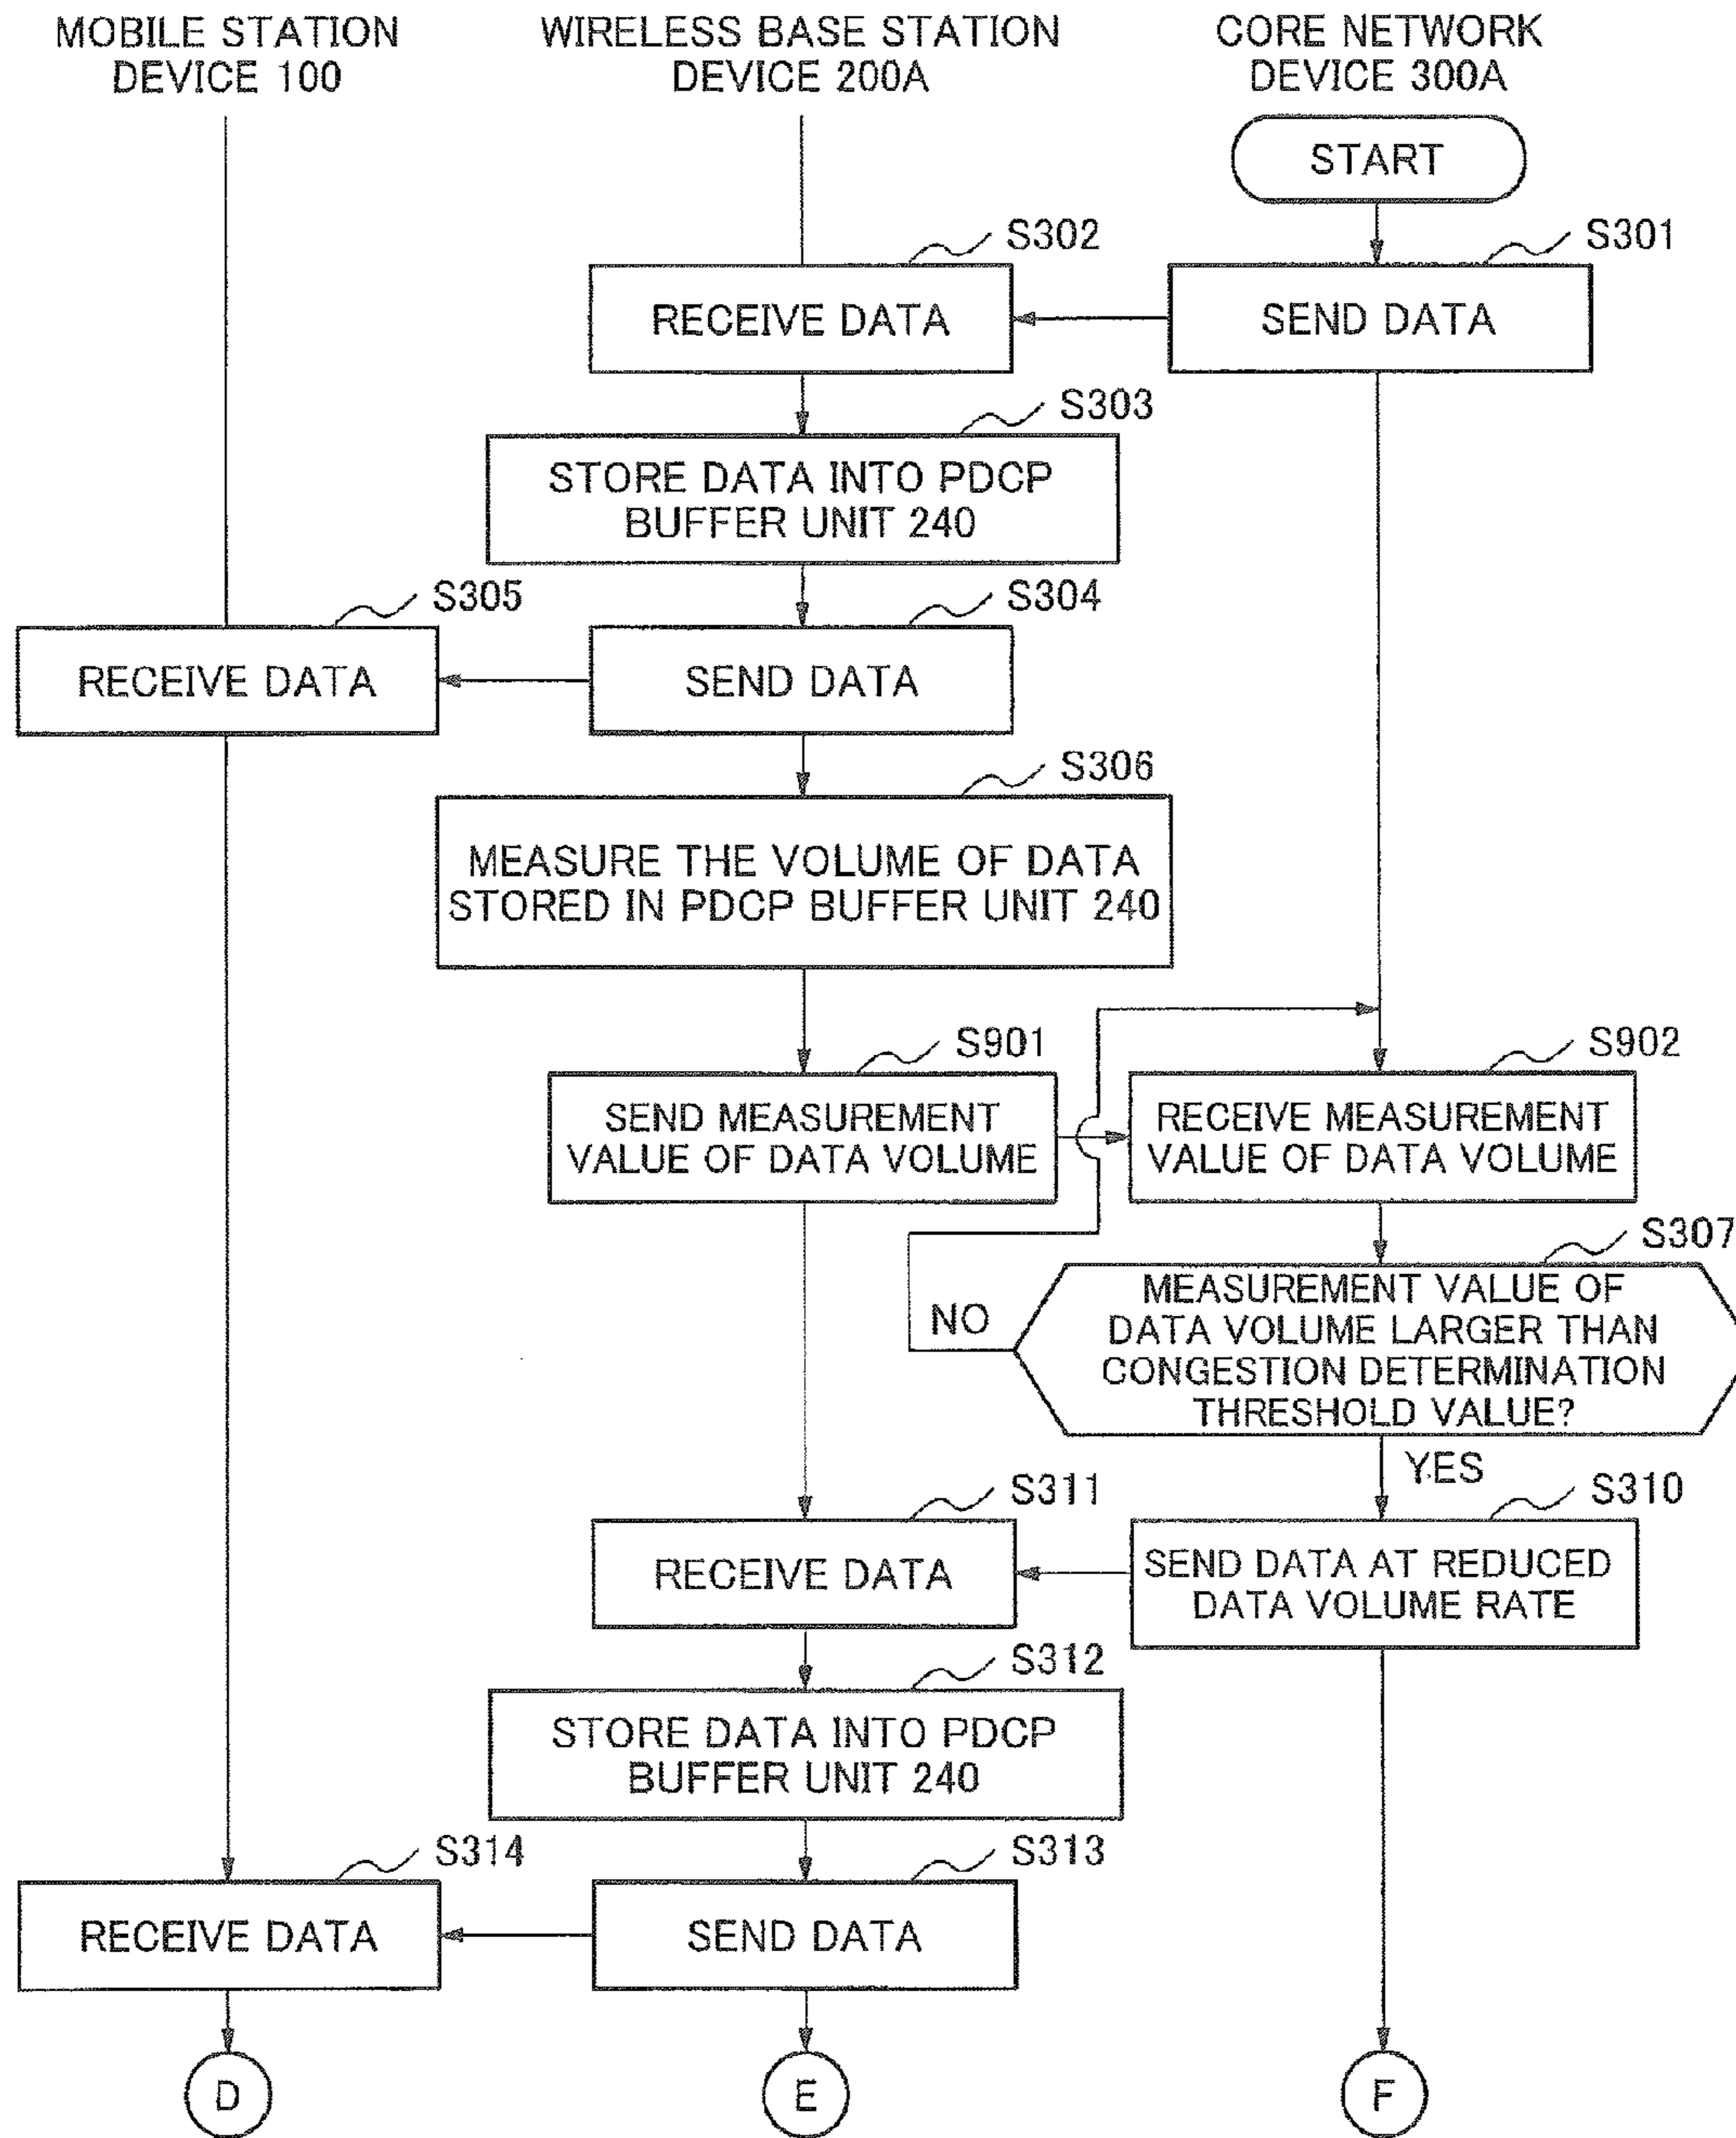 MOBILE STATION
DEVICE 100
WIRELESS BASE STATION
DEVICE 200A
CORE NETWORK
DEVICE 300A
START
S302
S301
RECEIVE DATA
SEND DATA
S303
STORE DATA INTO PDCP
BUFFER UNIT 240
S305
S304
RECEIVE DATA
SEND DATA
S306
MEASURE THE VOLUME OF DATA
STORED IN PDCP BUFFER UNIT 240
S901
S902
SEND MEASUREMENT
VALUE OF DATA VOLUME
RECEIVE MEASUREMENT
VALUE OF DATA VOLUME
S307
NO
MEASUREMENT VALUE OF
DATA VOLUME LARGER THAN
CONGESTION DETERMINATION
THRESHOLD VALUE?
YES
S311
S310
RECEIVE DATA
SEND DATA AT REDUCED
DATA VOLUME RATE
S312
STORE DATA INTO PDCP
BUFFER UNIT 240
S314
S313
RECEIVE DATA
SEND DATA
D
E
F